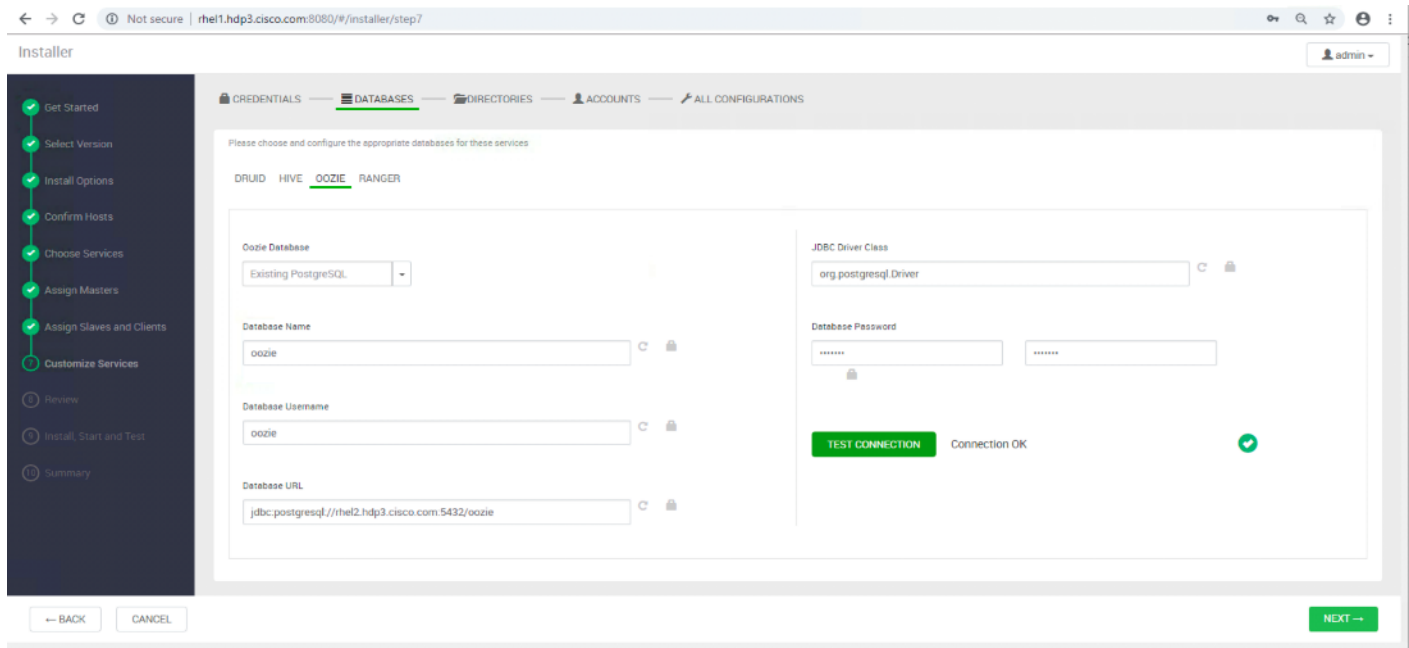 Not secure | rhel1.hdp3.cisco.com:8080/#/installer/step7
Installer
admin
Get Started
Select Version
Install Options
Confirm Hosts
Choose Services
Assign Masters
Assign Slaves and Clients
7 Customize Services
8 Review
9 Install, Start and Test
10 Summary
CREDENTIALS DATABASES DIRECTORIES ACCOUNTS ALL CONFIGURATIONS
Please choose and configure the appropriate databases for these services
DRUID HIVE OOZIE RANGER
Oozie Database
Existing PostgreSQL
Database Name
oozie
Database Username
oozie
Database URL
jdbc:postgresql://rhel2.hdp3.cisco.com:5432/oozie
JDBC Driver Class
org.postgresql.Driver
Database Password
••••••• •••••••
TEST CONNECTION Connection OK
← BACK CANCEL NEXT →